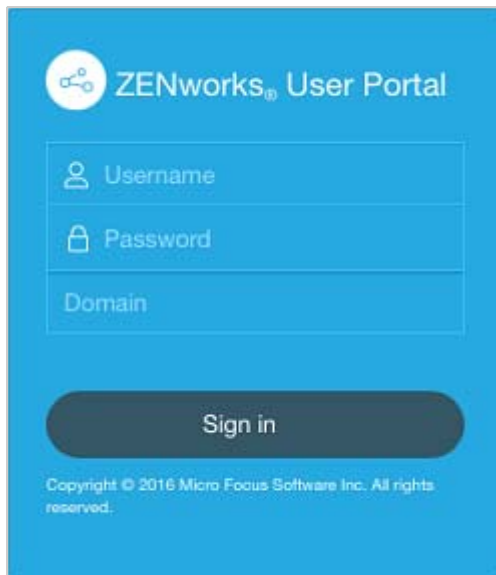 ZENworks® User Portal
Username
Password
Domain
Sign in
Copyright © 2016 Micro Focus Software Inc. All rights
reserved.